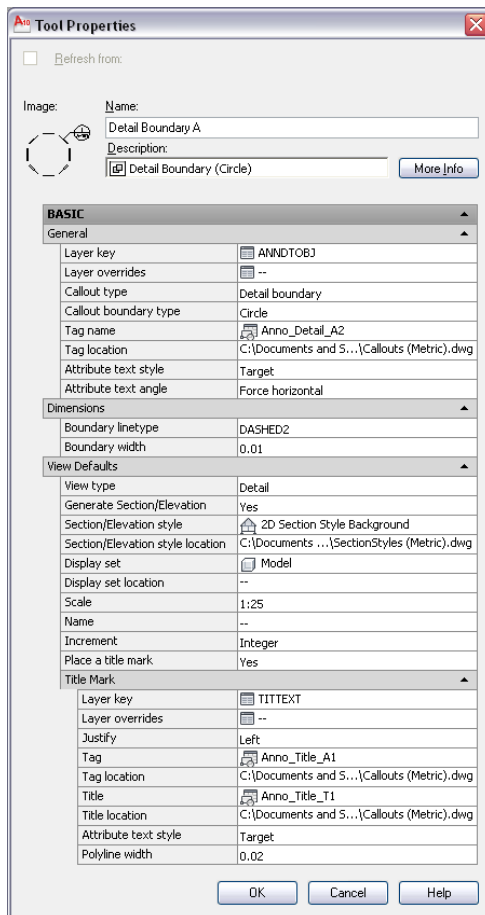 A10 Tool Properties
Refresh from:
Image:
Name:
Detail Boundary A
Description:
Detail Boundary (Circle)
More Info
BASIC
General
Layer key ANNDTOBJ
Layer overrides --
Callout type Detail boundary
Callout boundary type Circle
Tag name Anno_Detail_A2
Tag location C:\Documents and S...\Callouts (Metric).dwg
Attribute text style Target
Attribute text angle Force horizontal
Dimensions
Boundary linetype DASHED2
Boundary width 0.01
View Defaults
View type Detail
Generate Section/Elevation Yes
Section/Elevation style 2D Section Style Background
Section/Elevation style location C:\Documents ...\SectionStyles (Metric).dwg
Display set Model
Display set location --
Scale 1:25
Name --
Increment Integer
Place a title mark Yes
Title Mark
Layer key TITTEXT
Layer overrides --
Justify Left
Tag Anno_Title_A1
Tag location C:\Documents and S...\Callouts (Metric).dwg
Title Anno_Title_T1
Title location C:\Documents and S...\Callouts (Metric).dwg
Attribute text style Target
Polyline width 0.02
OK Cancel Help